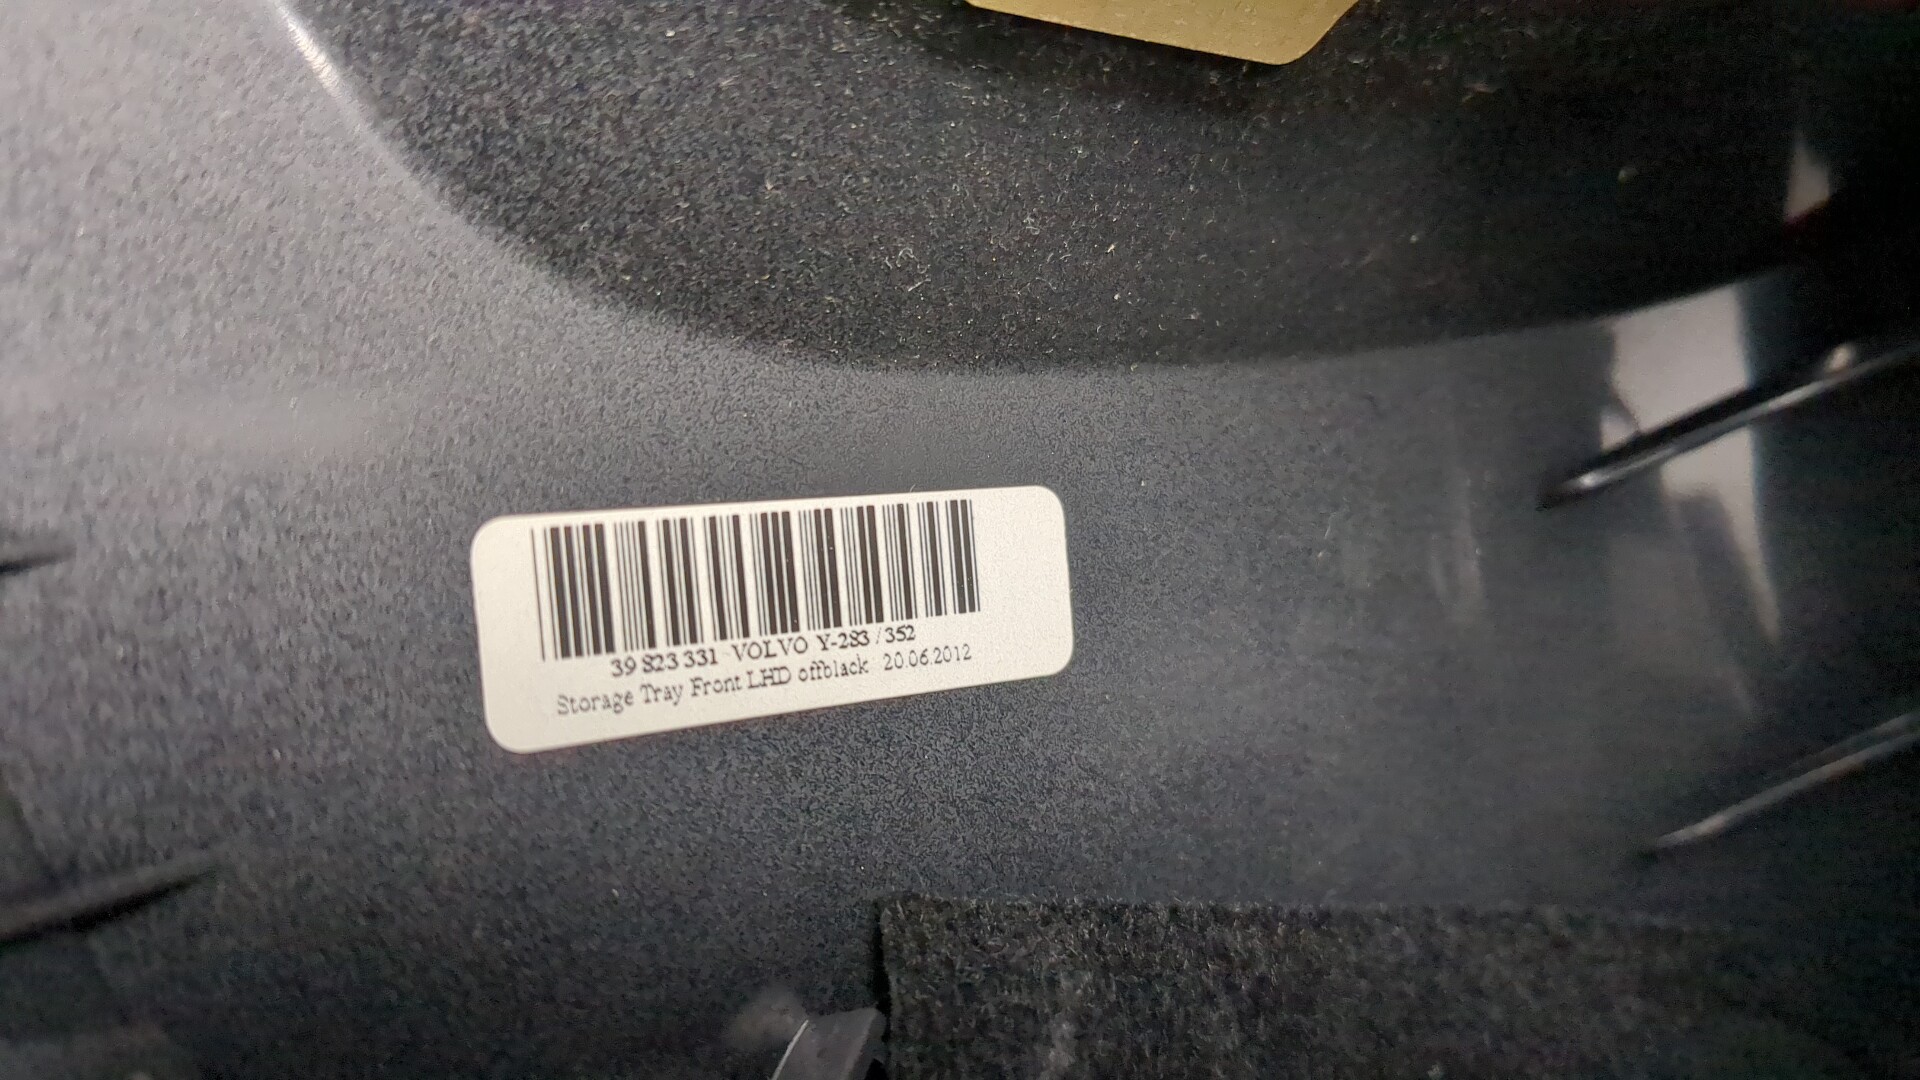 39 823 331 VOLVO Y-283 / 352
Storage Tray Front LHD offblack 20.06.2012